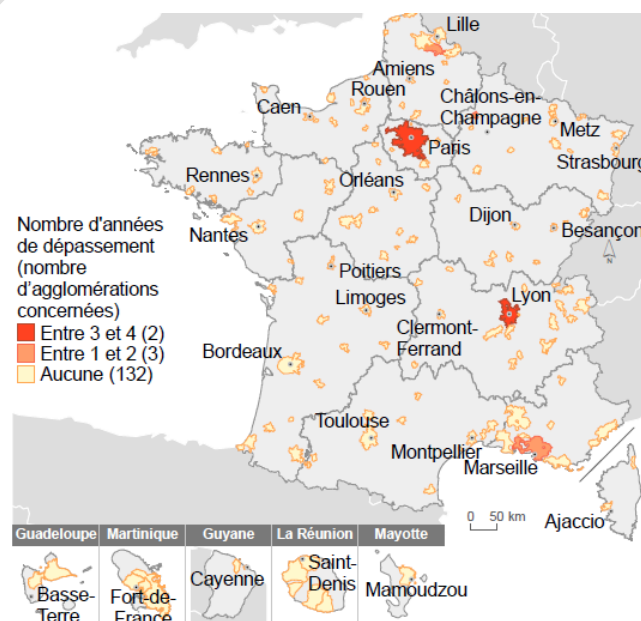 Lille
Amiens
Rouen
Caen
Châlons-en-
Champagne
Metz
Paris
Strasbourg
Rennes
Orléans
Nombre d'années
de dépassement
(nombre
d'agglomérations
concernées)
Entre 3 et 4 (2)
Entre 1 et 2 (3)
Aucune (132)
Nantes
Dijon
Besançon
N
Poitiers
Limoges
Lyon
Clermont-
Ferrand
Bordeaux
Toulouse
Montpellier
Marseille
0 50 km
Ajaccio
Guadeloupe
Martinique
Guyane
La Réunion
Mayotte
Basse-
Terre
Fort-de-
France
Cayenne
Saint-
Denis
Mamoudzou